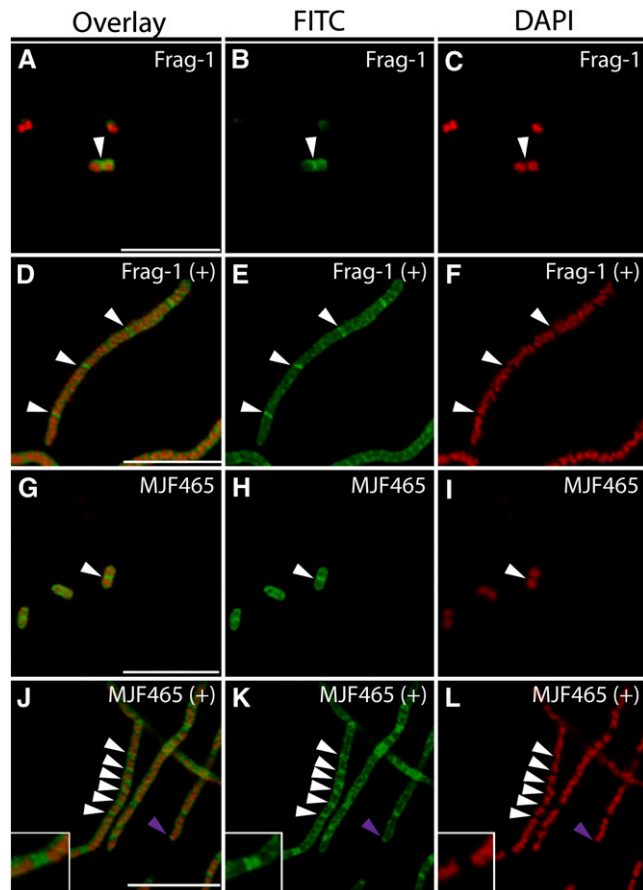 Overlay FITC DAPI
A Frag-1 B Frag-1 C Frag-1
D Frag-1 (+) E Frag-1 (+) F Frag-1 (+)
G MJF465 H MJF465 I MJF465
J MJF465 (+) K MJF465 (+) L MJF465 (+)